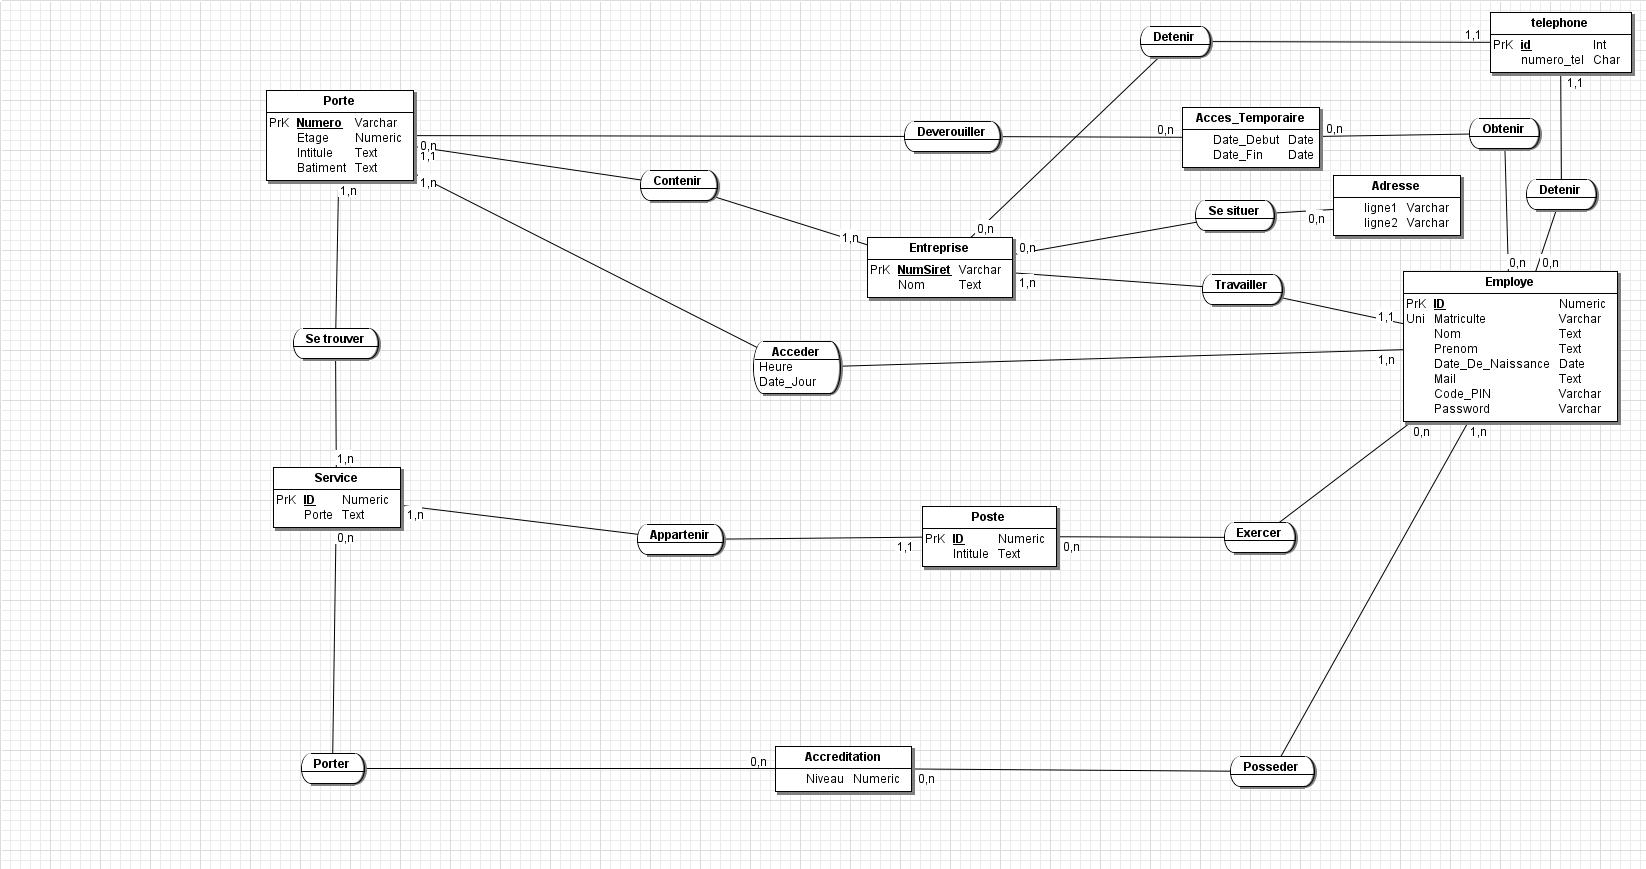 telephone
PrK id Int
numero_tel Char
1,1
1,1
Detenir
Porte
PrK Numero Varchar
Etage Numeric
Intitule Text
Batiment Text
0,n
1,1
1,n
1,n
Deverouiller
0,n
Acces_Temporaire
Date_Debut Date
Date_Fin Date
0,n
Obtenir
Contenir
1,n
Detenir
Adresse
ligne1 Varchar
ligne2 Varchar
Se situer
0,n
0,n
0,n
Entreprise
PrK NumSiret Varchar
Nom Text
1,n
Travailler
1,1
0,n
0,n
Employe
PrK ID Numeric
Uni Matriculte Varchar
Nom Text
Prenom Text
Date_De_Naissance Date
Mail Text
Code_PIN Varchar
Password Varchar
1,n
0,n
1,n
Se trouver
Acceder
Heure
Date_Jour
1,n
Service
PrK ID Numeric
Porte Text
1,n
0,n
Appartenir
1,1
Poste
PrK ID Numeric
Intitule Text
0,n
Exercer
Porter
0,n
Accreditation
Niveau Numeric
0,n
Posseder